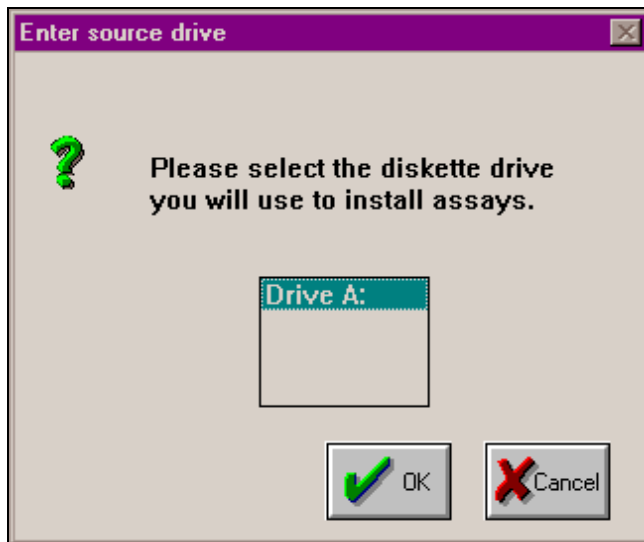 Enter source drive
Please select the diskette drive
you will use to install assays.
Drive A:
OK
Cancel